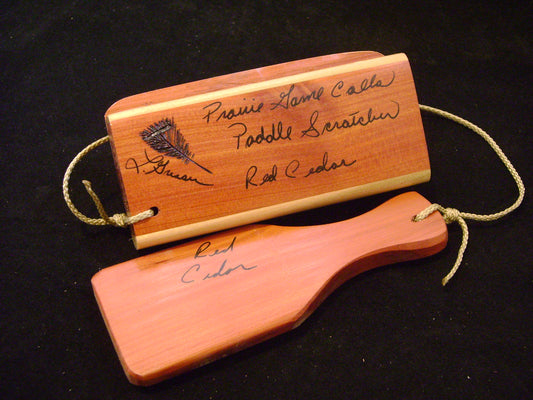 Prairie Game Calls
Paddle Scratcher
Red Cedar
Red
Cedar